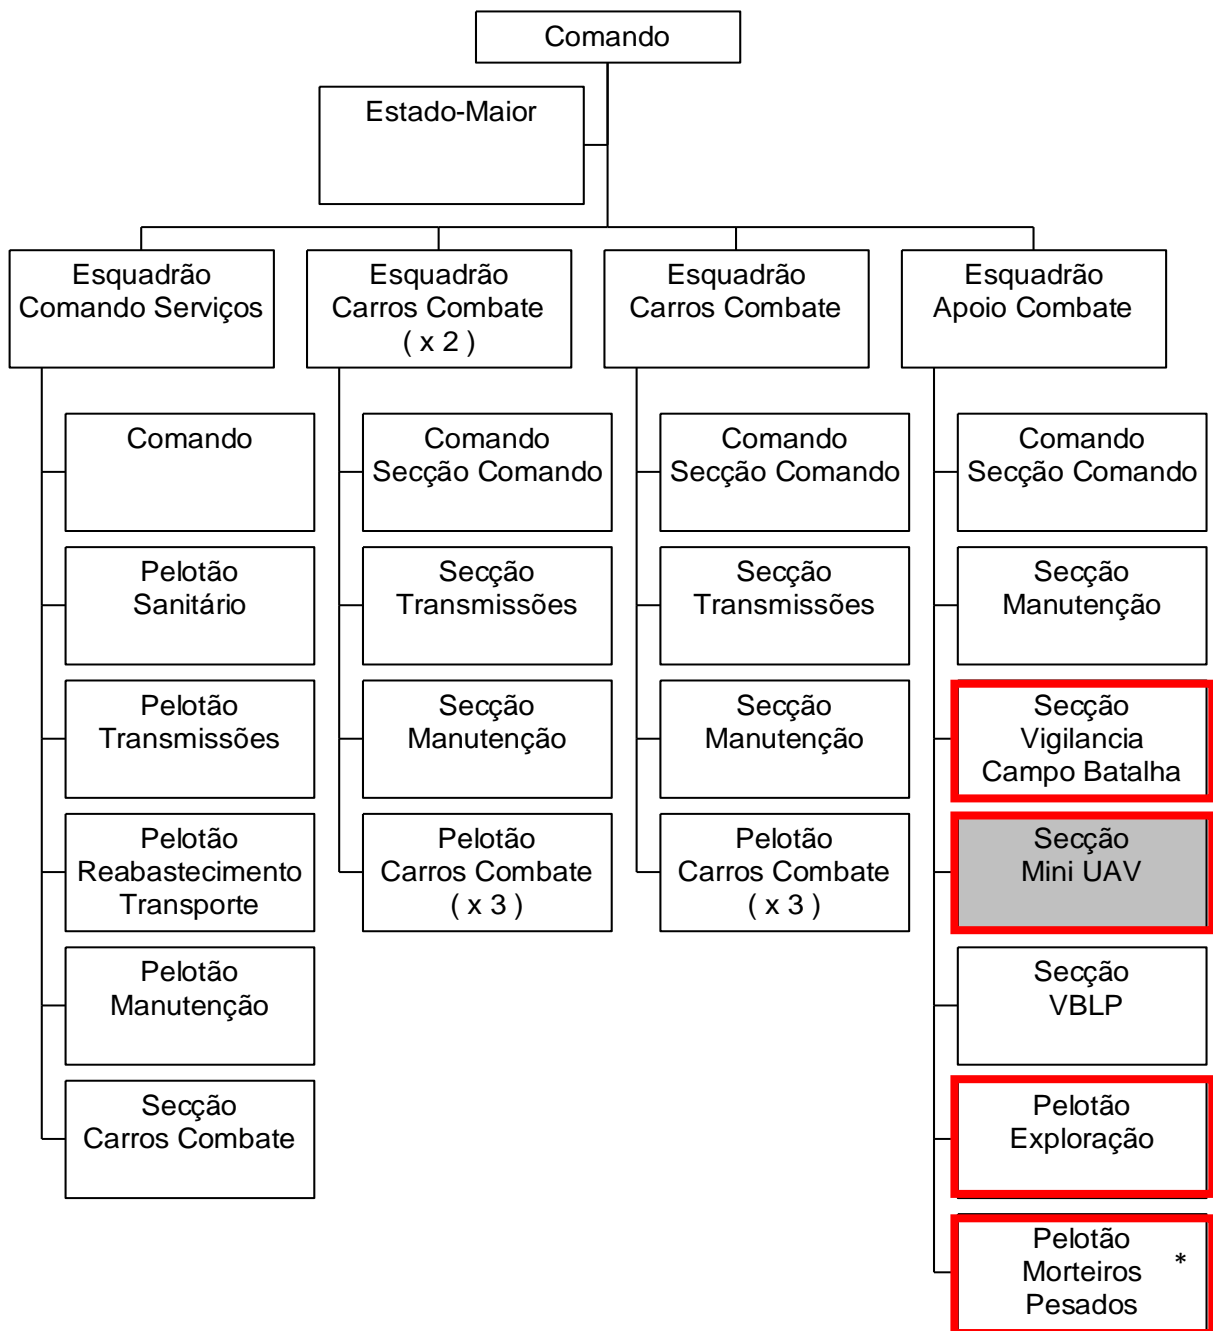 Comando
Estado-Maior
Esquadrão
Comando Serviços
Esquadrão
Carros Combate
( x 2 )
Esquadrão
Carros Combate
Esquadrão
Apoio Combate
Comando
Pelotão
Sanitário
Pelotão
Transmissões
Pelotão
Reabastecimento
Transporte
Pelotão
Manutenção
Secção
Carros Combate
Comando
Secção Comando
Secção
Transmissões
Secção
Manutenção
Pelotão
Carros Combate
( x 3 )
Comando
Secção Comando
Secção
Transmissões
Secção
Manutenção
Pelotão
Carros Combate
( x 3 )
Comando
Secção Comando
Secção
Manutenção
Secção
Vigilancia
Campo Batalha
Secção
Mini UAV
Secção
VBLP
Pelotão
Exploração
Pelotão
Morteiros *
Pesados